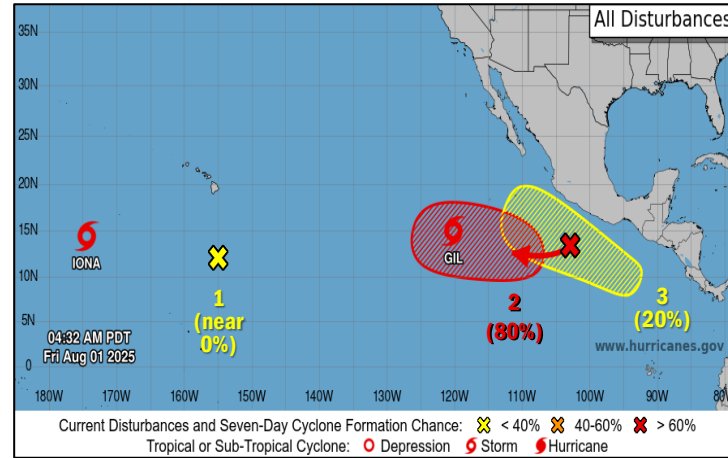 All Disturbances
35N
30N
25N
20N
15N
10N
5N
0
IONA
GIL
1
(near
0%)
2
(80%)
3
(20%)
04:32 AM PDT
Fri Aug 01 2025
www.hurricanes.gov
180W 170W 160W 150W 140W 130W 120W 110W 100W 90W 80W
Current Disturbances and Seven-Day Cyclone Formation Chance: < 40% 40-60% > 60%
Tropical or Sub-Tropical Cyclone: Depression Storm Hurricane